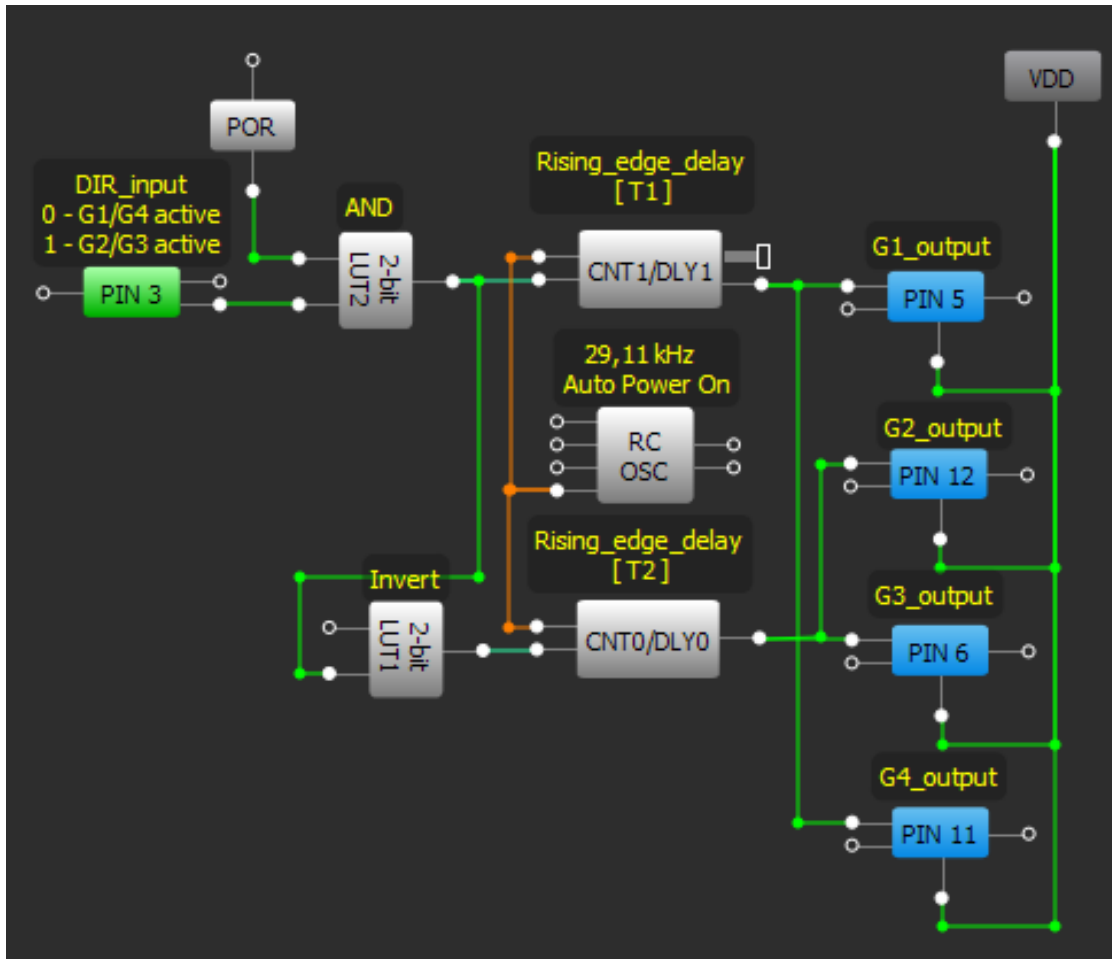 VDD
POR
DIR_input
0 - G1/G4 active
1 - G2/G3 active
PIN 3
AND
2-bit
LUT2
Rising_edge_delay
[T1]
CNT1/DLY1
G1_output
PIN 5
29,11 kHz
Auto Power On
RC
OSC
G2_output
PIN 12
Invert
2-bit
LUT1
Rising_edge_delay
[T2]
CNT0/DLY0
G3_output
PIN 6
G4_output
PIN 11